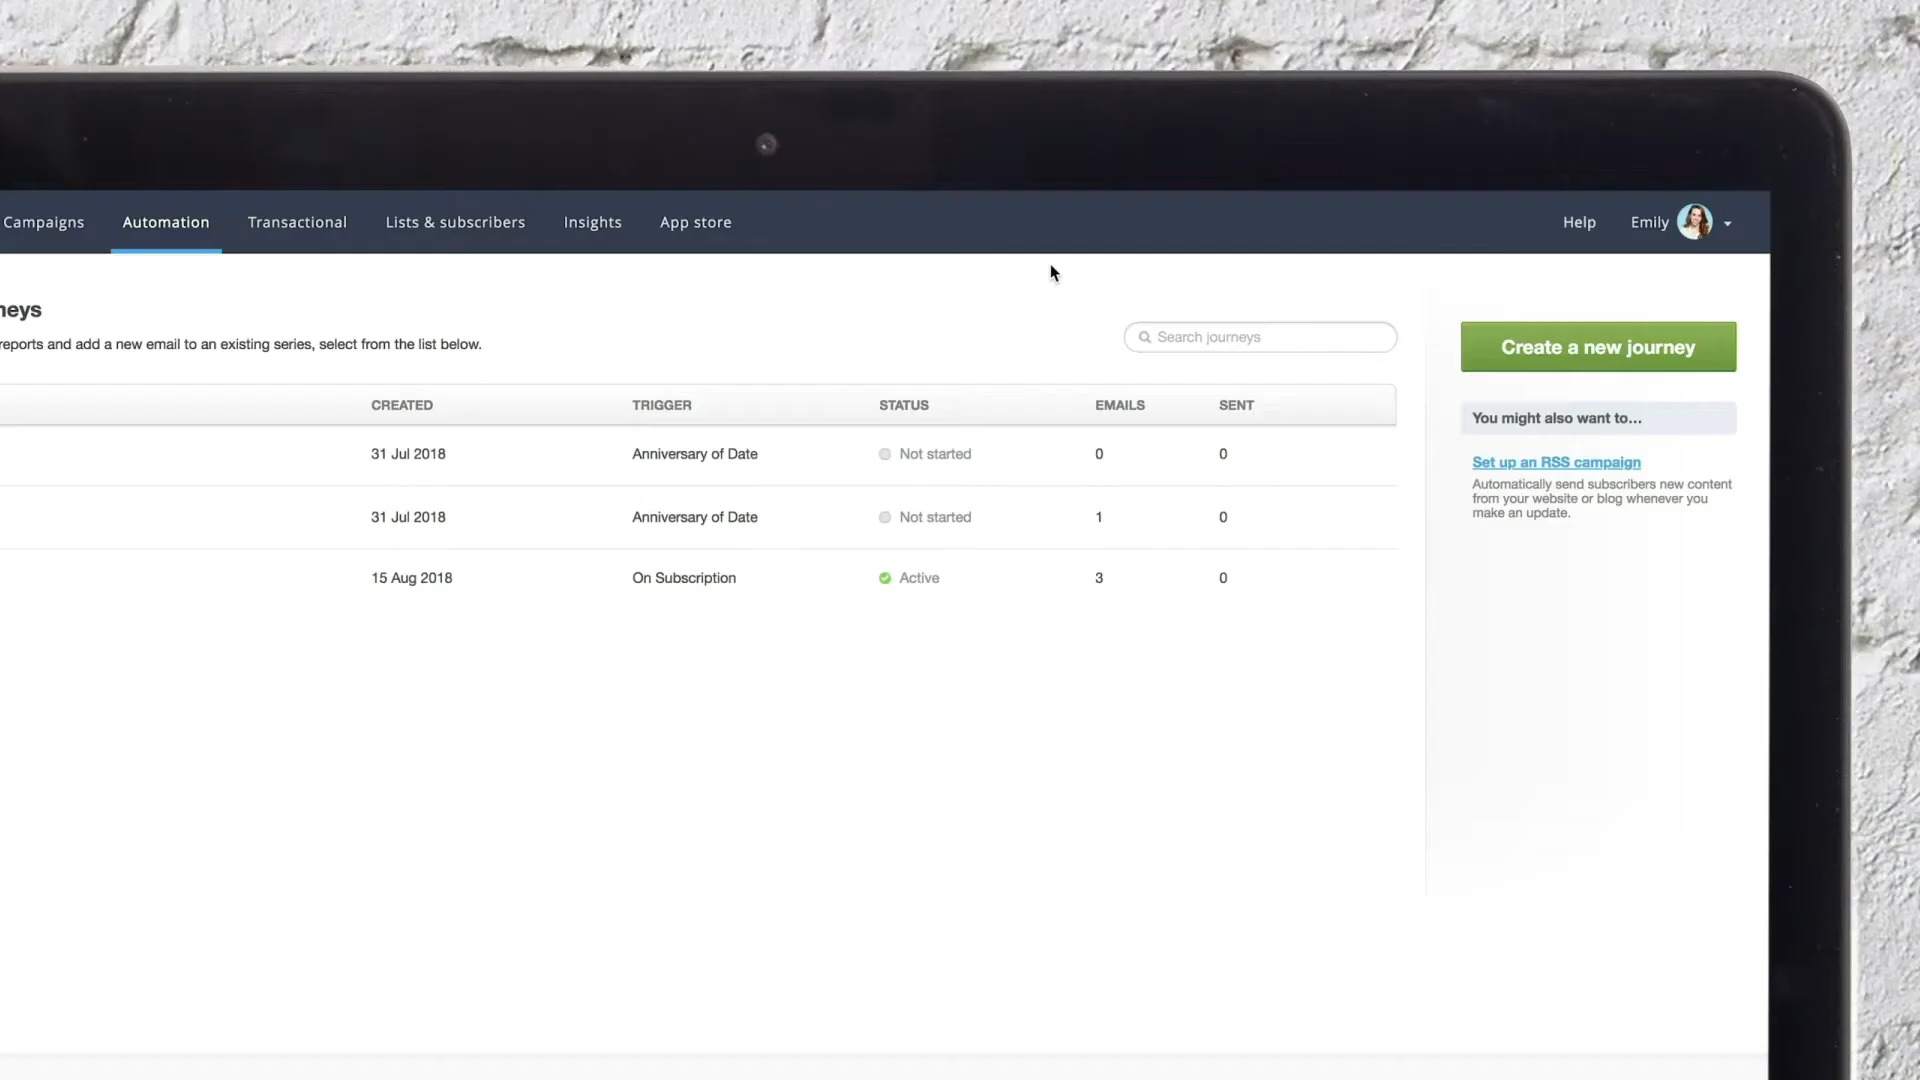 Campaigns Automation Transactional Lists & subscribers Insights App store Help Emily
reports and add a new email to an existing series, select from the list below.
Search journeys
Create a new journey
CREATED TRIGGER STATUS EMAILS SENT
31 Jul 2018 Anniversary of Date Not started 0 0
31 Jul 2018 Anniversary of Date Not started 1 0
15 Aug 2018 On Subscription Active 3 0
You might also want to...
Set up an RSS campaign
Automatically send subscribers new content
from your website or blog whenever you
make an update.